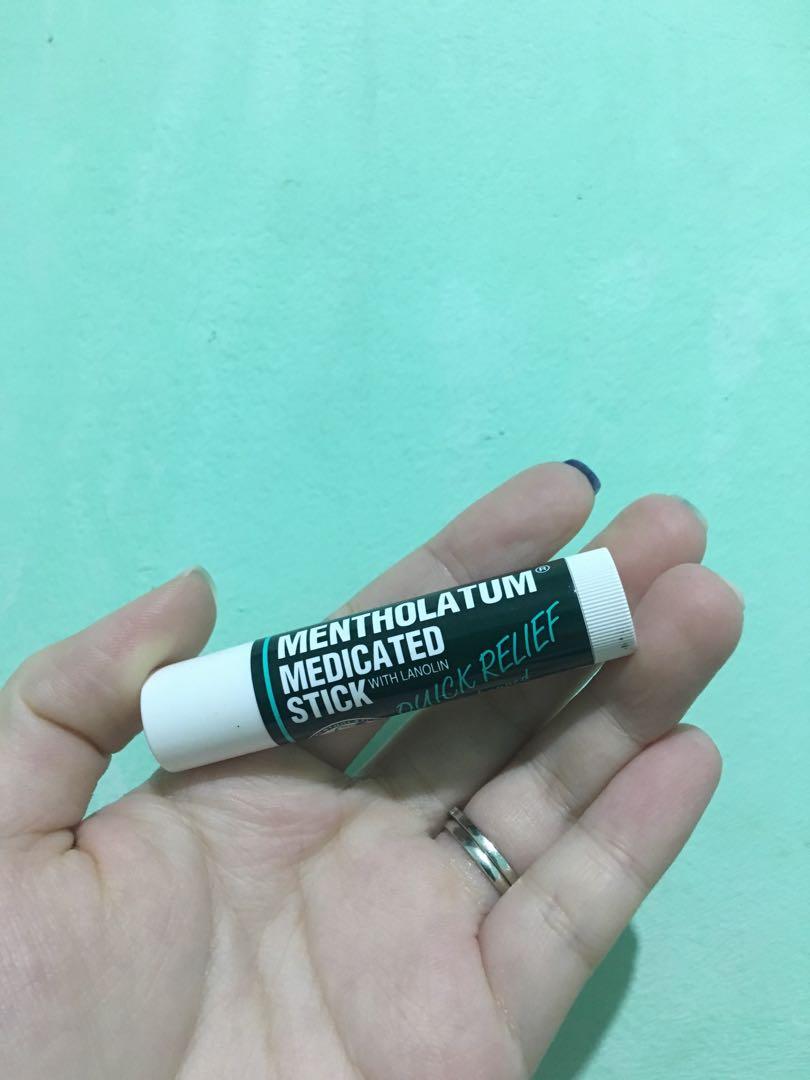 MENTHOLATUM®
MEDICATED
STICK WITH LANOLIN
QUICK RELIEF